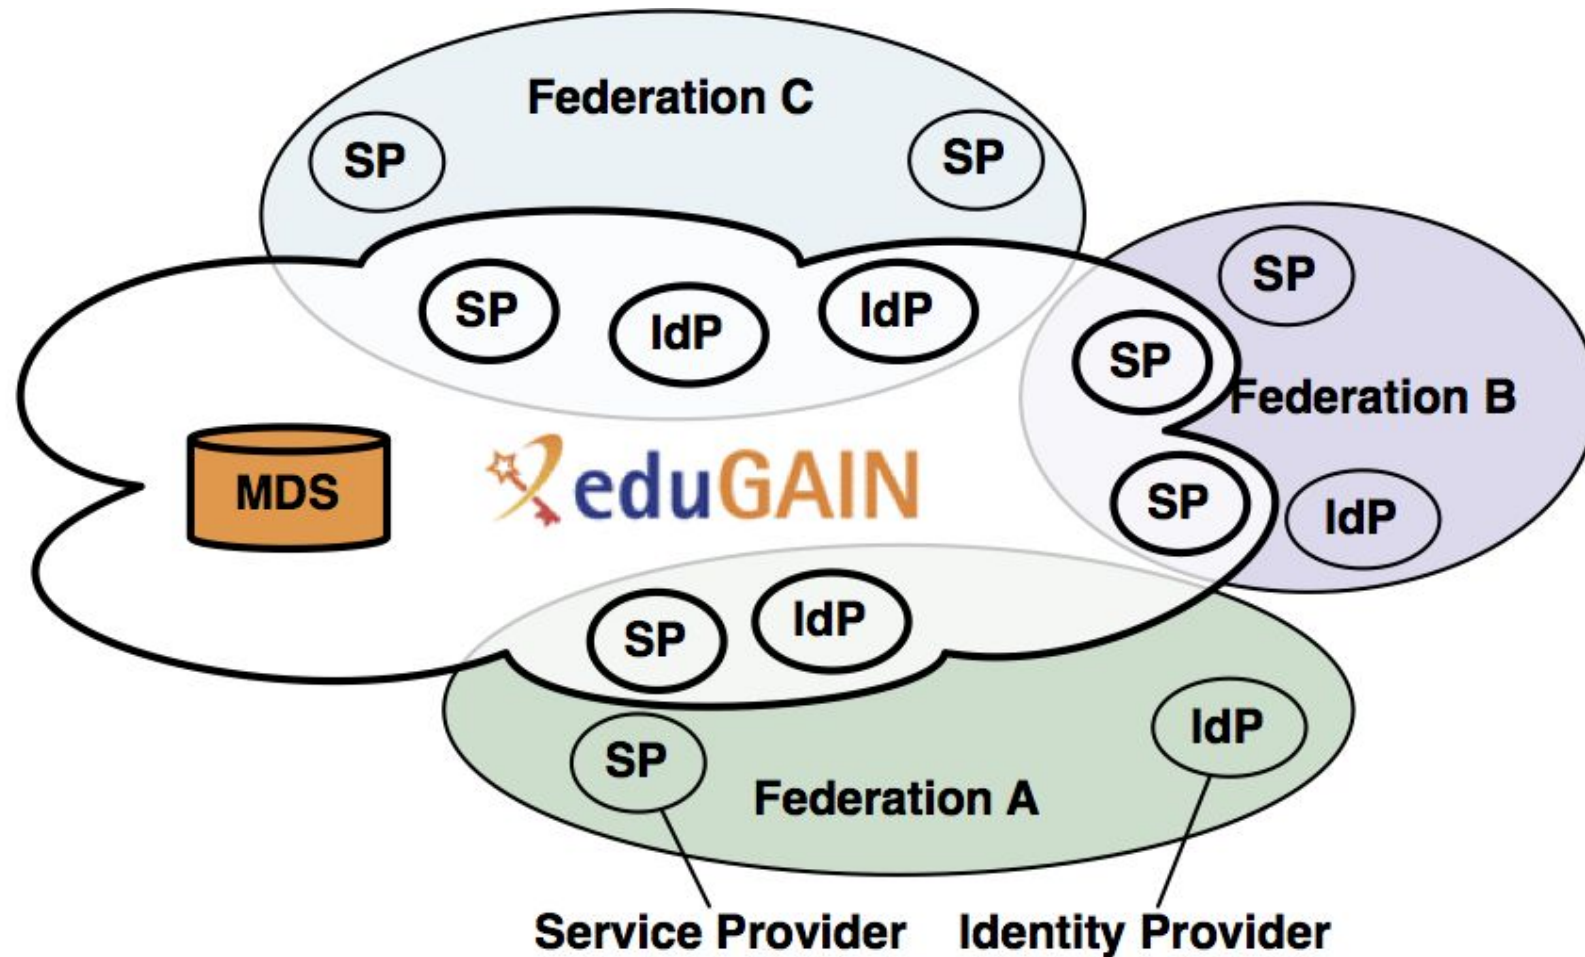 Federation C
SP
SP
SP
IdP
IdP
SP
SP
Federation B
SP
IdP
MDS
eduGAIN
SP
IdP
SP
IdP
Federation A
Service Provider
Identity Provider